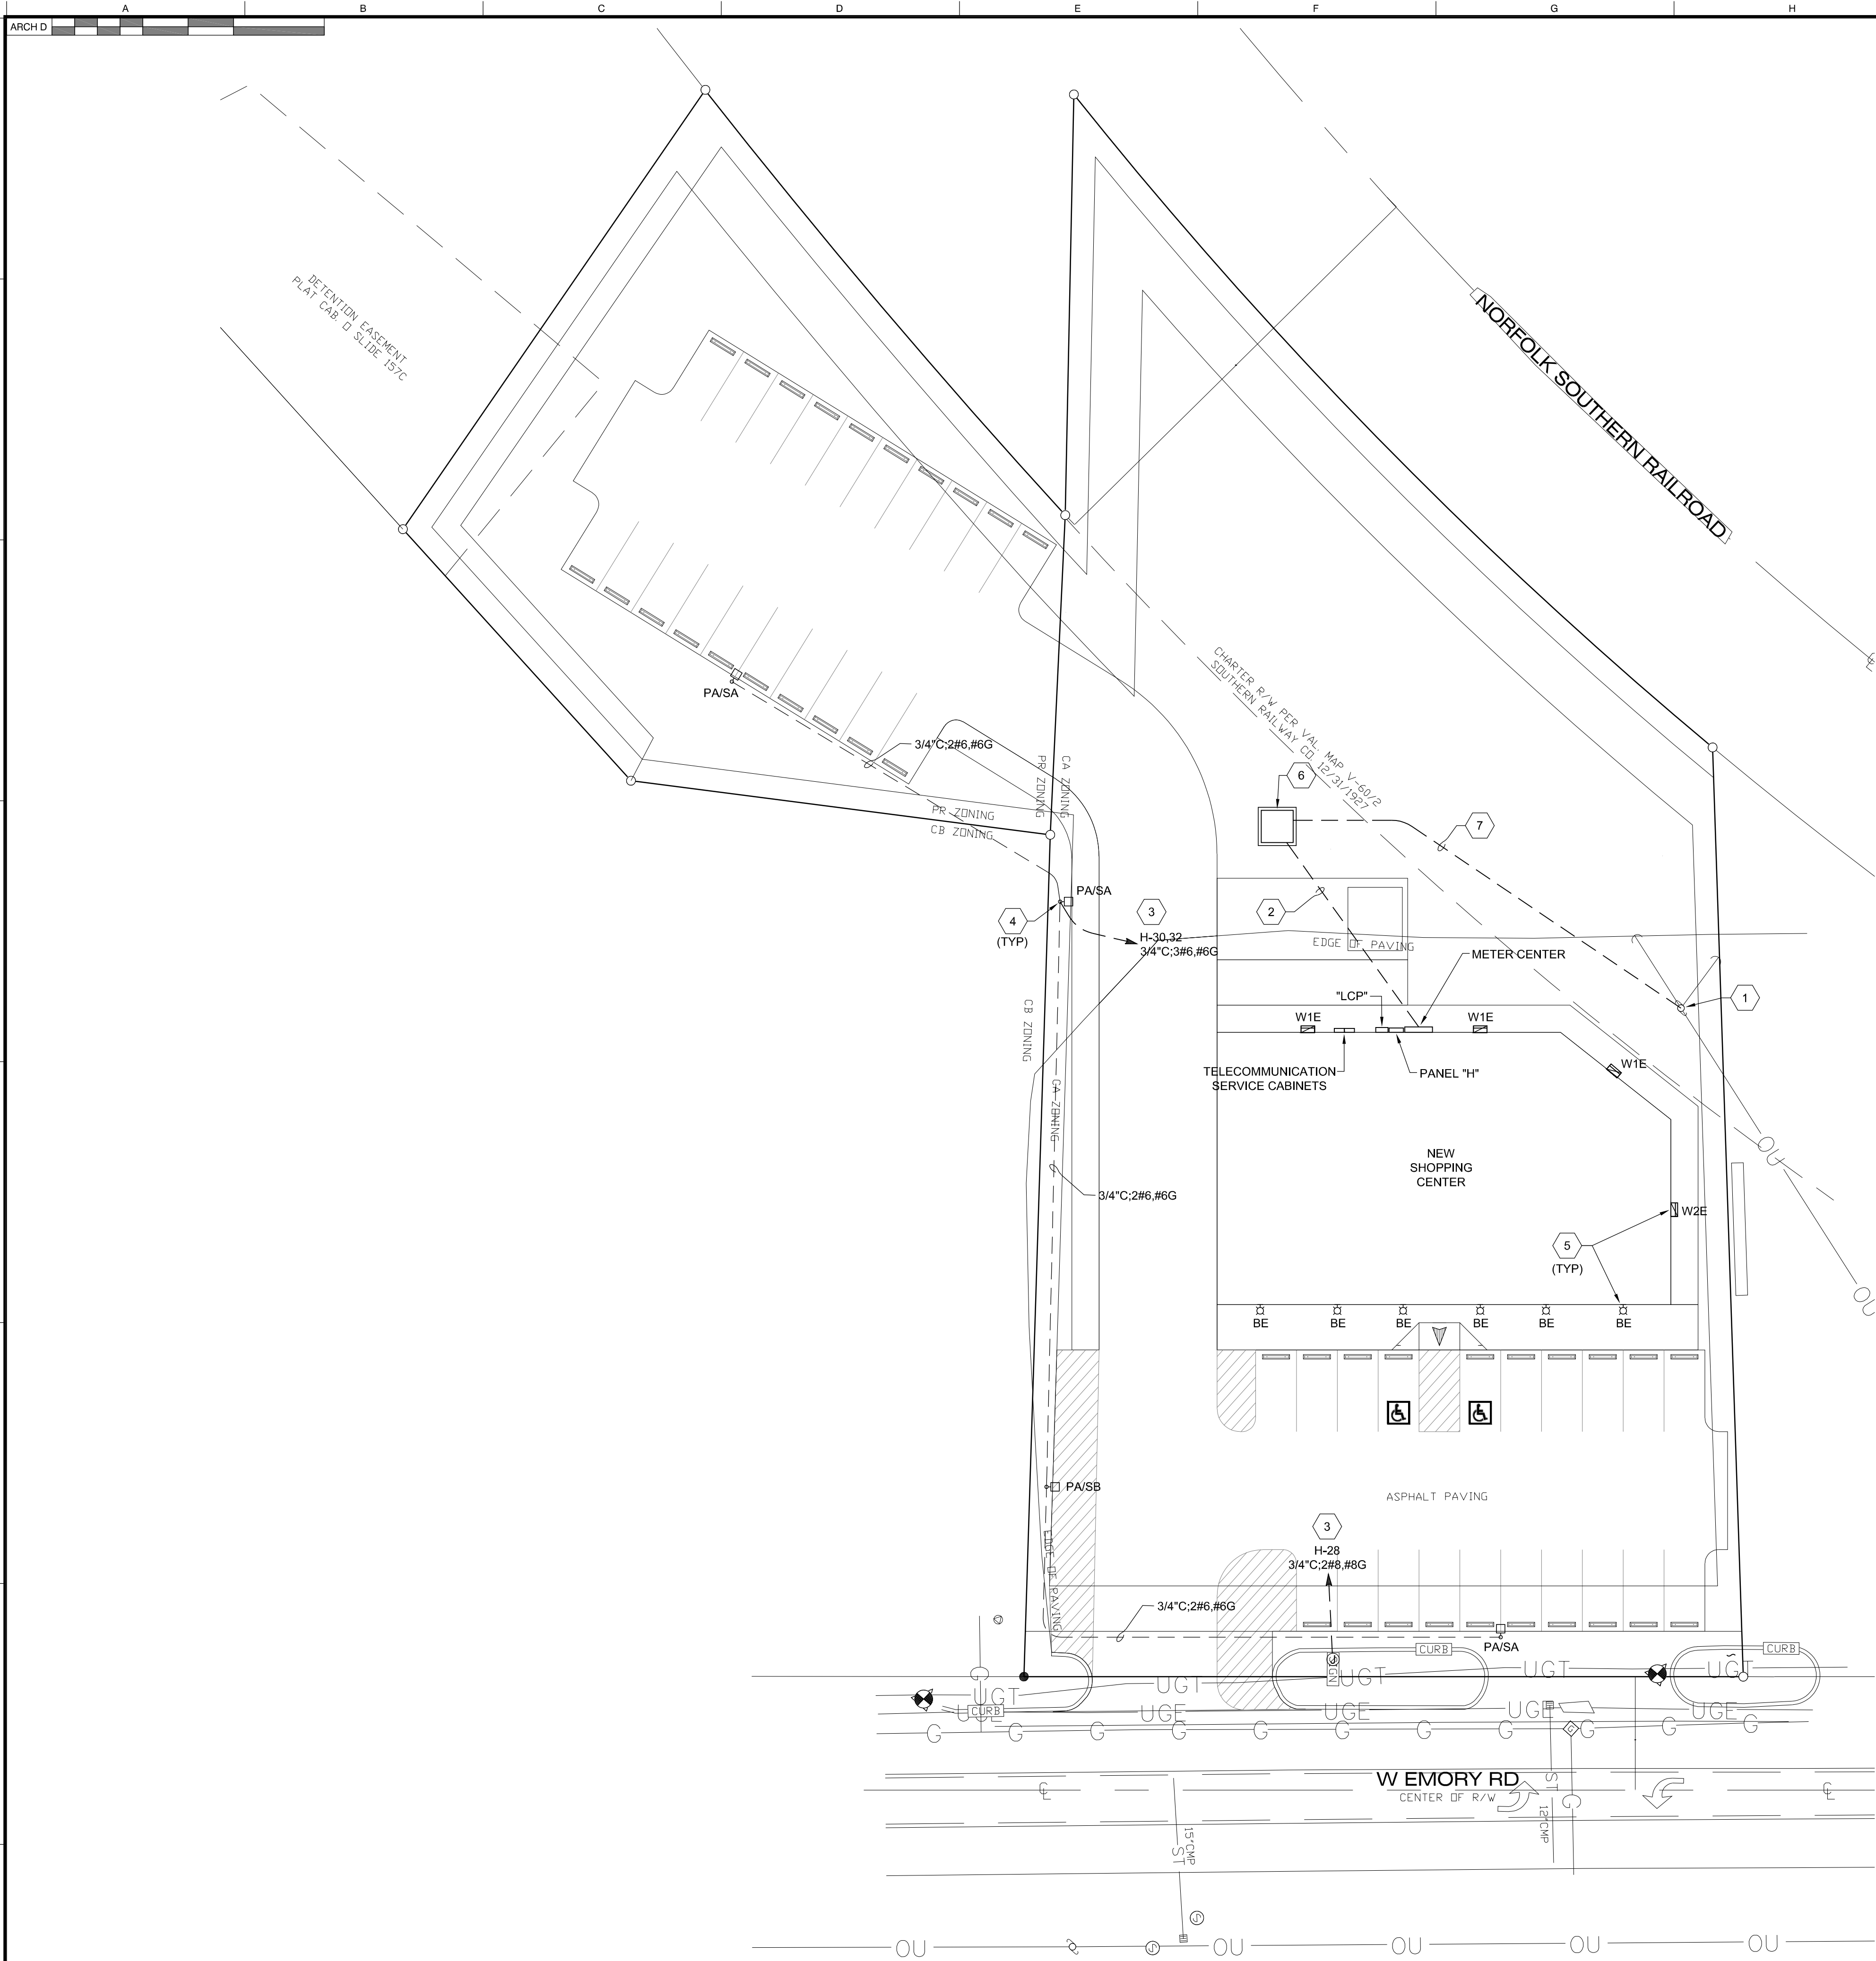 A B C D E F G H
ARCH D
DETENTION EASEMENT
PLAT CAB. O SLIDE 157C
NORFOLK SOUTHERN RAILROAD
CHARTER R/W PER VAL. MAP V-60/2
SOUTHERN RAILWAY CO. 12/31/1927
PA/SA
3/4"C;2#6,#6G
PR ZONING
CA ZONING
PR ZONING
CB ZONING
6
7
PA/SA
4
(TYP)
3
H-30,32
3/4"C;3#6,#6G
2
EDGE OF PAVING
METER CENTER
1
"LCP"
W1E
W1E
W1E
TELECOMMUNICATION
SERVICE CABINETS
PANEL "H"
CB ZONING
CA ZONING
NEW
SHOPPING
CENTER
3/4"C;2#6,#6G
W2E
5
(TYP)
OU
OU
BE BE BE BE BE BE
PA/SB
ASPHALT PAVING
EDGE OF PAVING
3
H-28
3/4"C;2#8,#8G
3/4"C;2#6,#6G
PA/SA
S
SIGN
CURB
CURB
CURB
G
UGT UGT UGT UGT UGT
UGE UGE UGE UGE UGE
G G G G G G G G G G G
G
W EMORY RD
CENTER OF R/W
ST
G
12"CMP
15"CMP
ST
S
S
OU OU OU OU OU